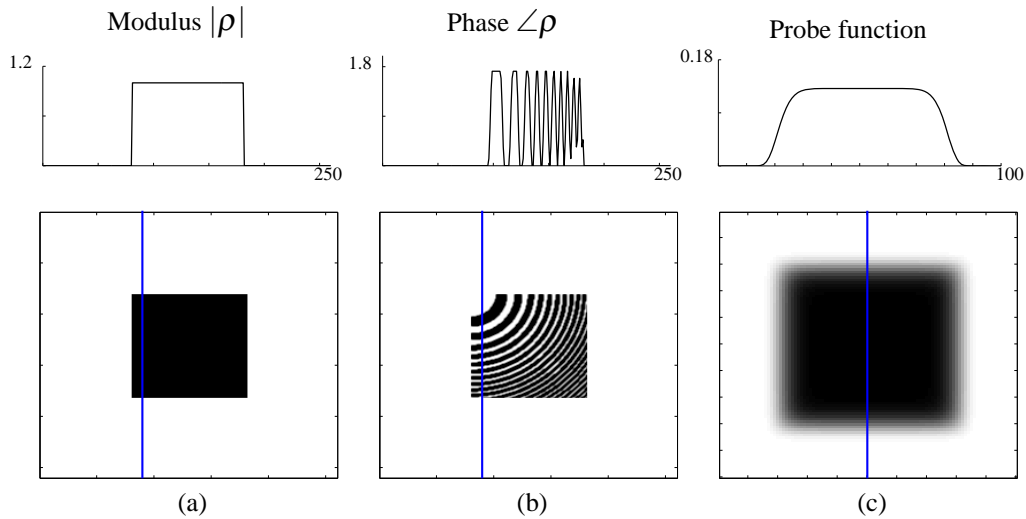 Modulus |ρ|
Phase ∠ρ
Probe function
1.2
250
1.8
250
0.18
100
(a)
(b)
(c)